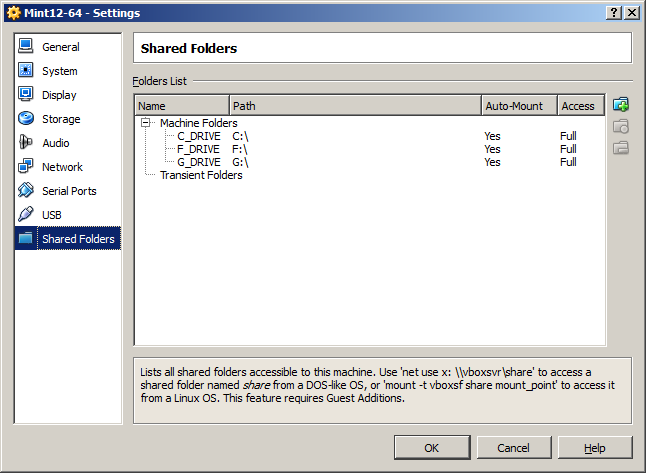 Mint12-64 - Settings
General
System
Display
Storage
Audio
Network
Serial Ports
USB
Shared Folders
Shared Folders
Folders List
Name Path Auto-Mount Access
Machine Folders
C_DRIVE C:\ Yes Full
F_DRIVE F:\ Yes Full
G_DRIVE G:\ Yes Full
Transient Folders
Lists all shared folders accessible to this machine. Use 'net use x: \\vboxsvr\share' to access a
shared folder named share from a DOS-like OS, or 'mount -t vboxsf share mount_point' to access it
from a Linux OS. This feature requires Guest Additions.
OK Cancel Help